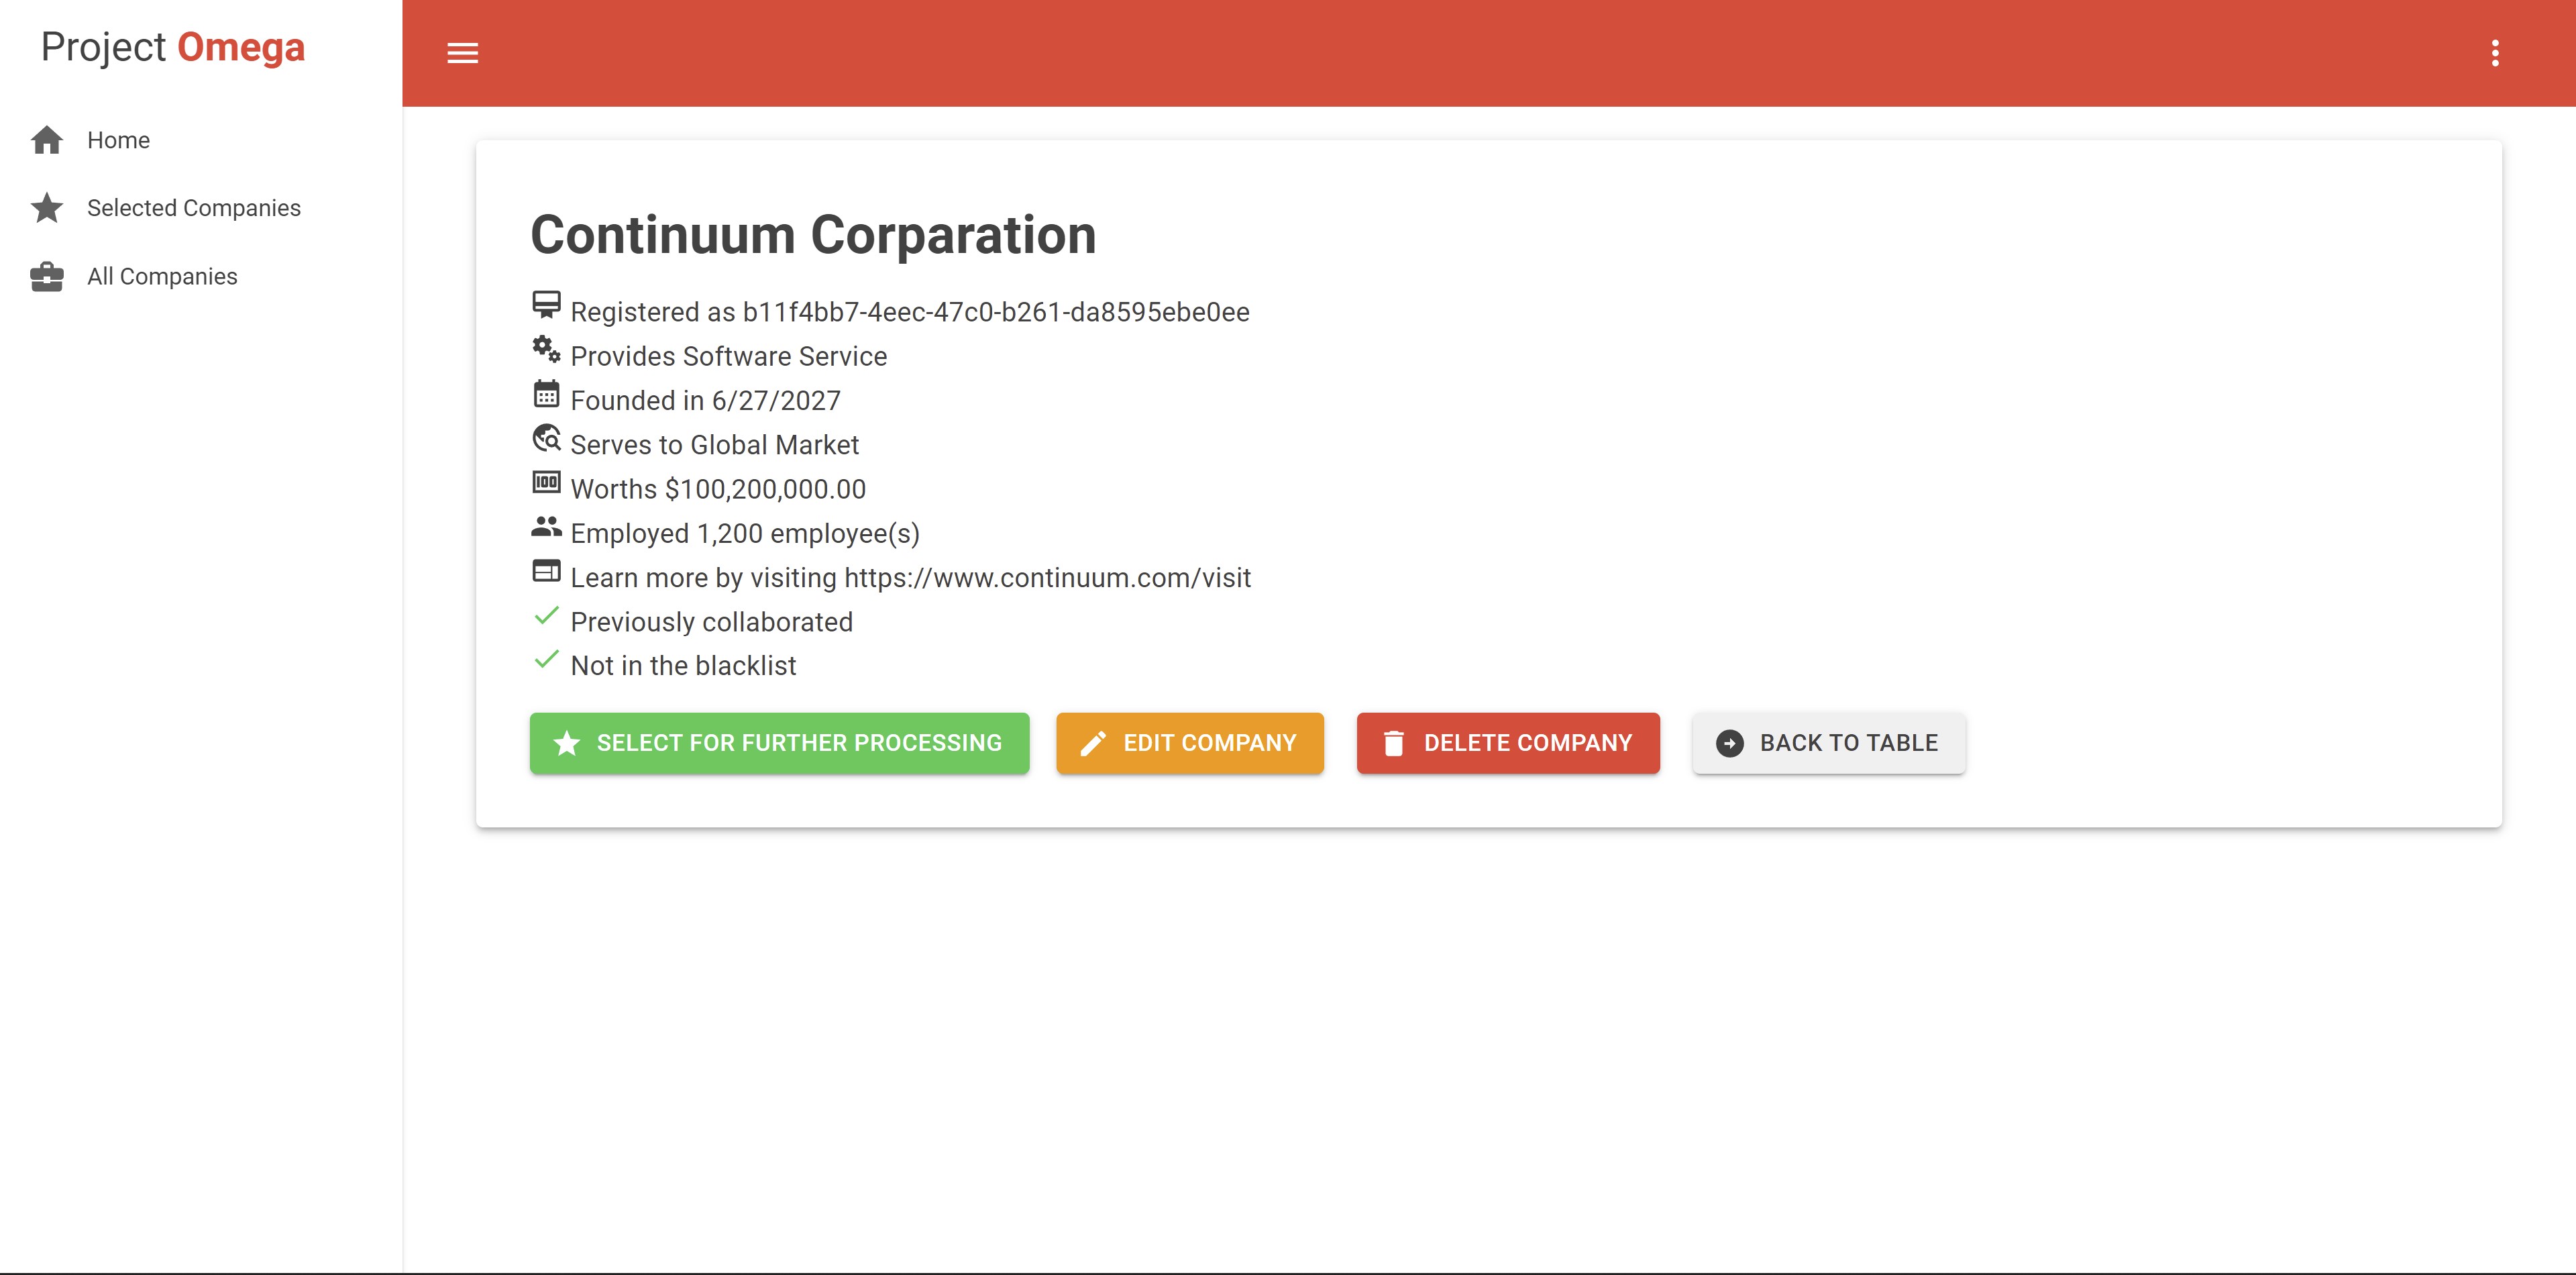 Project Omega
Home
Selected Companies
All Companies
Continuum Corparation
Registered as b11f4bb7-4eec-47c0-b261-da8595ebe0ee
Provides Software Service
Founded in 6/27/2027
Serves to Global Market
100
Worths $100,200,000.00
Employed 1,200 employee(s)
Learn more by visiting https://www.continuum.com/visit
Previously collaborated
Not in the blacklist
SELECT FOR FURTHER PROCESSING
EDIT COMPANY
DELETE COMPANY
BACK TO TABLE